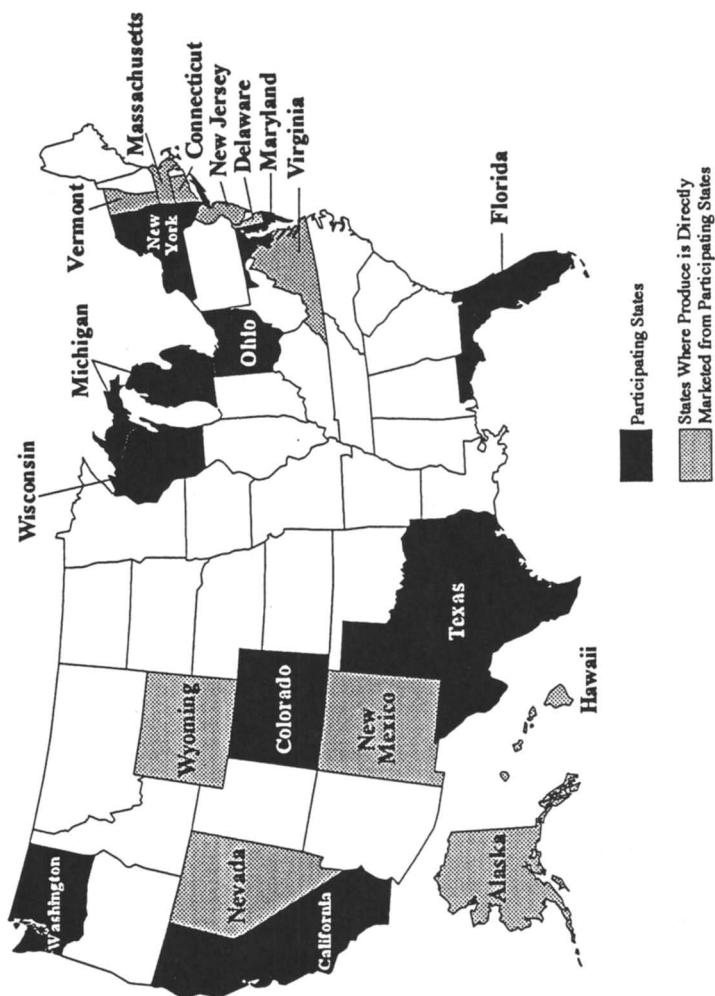 Washington
California
Nevada
Alaska
Wyoming
Colorado
New
Mexico
Hawaii
Texas
Wisconsin
Michigan
Ohio
Vermont
New
York
Massachusetts
Connecticut
New Jersey
Delaware
Maryland
Virginia
Florida
Participating States
States Where Produce is Directly
Marketed from Participating States